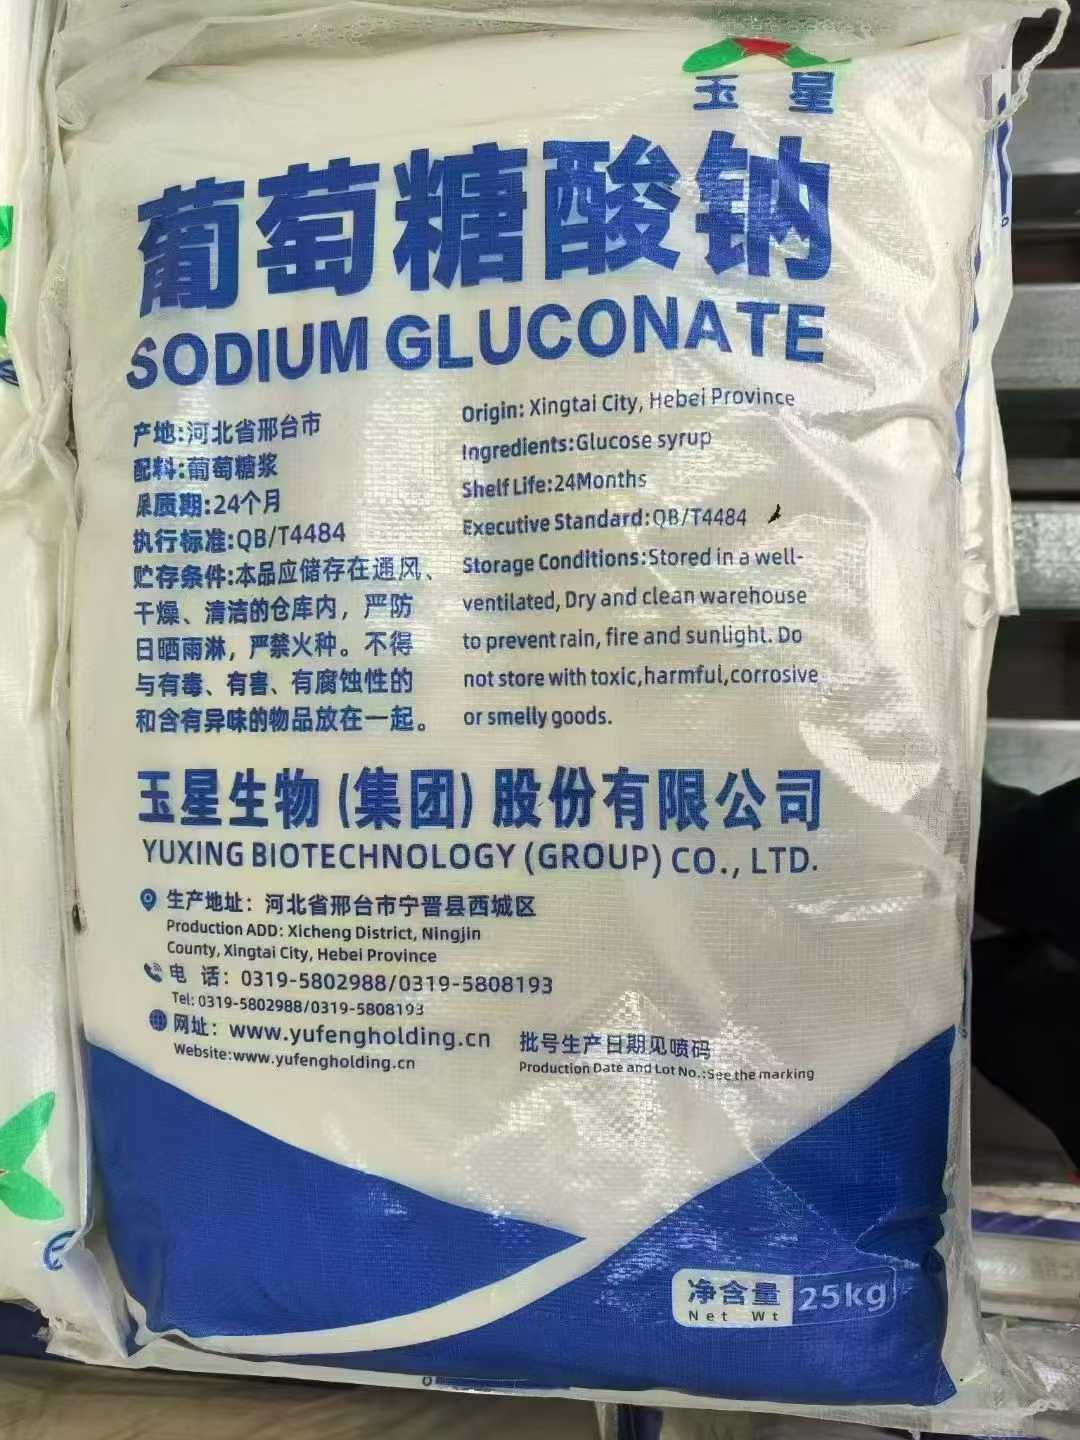 玉星
葡萄糖酸钠
SODIUM GLUCONATE
产地:河北省邢台市
配料:葡萄糖浆
保质期:24个月
执行标准:QB/T4484
贮存条件:本品应储存在通风、
干燥、清洁的仓库内，严防
日晒雨淋，严禁火种。不得
与有毒、有害、有腐蚀性的
和含有异味的物品放在一起。
Origin: Xingtai City, Hebei Province
Ingredients:Glucose syrup
Shelf Life:24Months
Executive Standard:QB/T4484
Storage Conditions:Stored in a well-
ventilated, Dry and clean warehouse
to prevent rain, fire and sunlight. Do
not store with toxic,harmful,corrosive
or smelly goods.
玉星生物(集团)股份有限公司
YUXING BIOTECHNOLOGY (GROUP) CO., LTD.
生产地址：河北省邢台市宁晋县西城区
Production ADD: Xicheng District, Ningjin
County, Xingtai City, Hebei Province
电 话：0319-5802988/0319-5808193
Tel: 0319-5802988/0319-5808193
网址：www.yufengholding.cn
Website:www.yufengholding.cn
批号生产日期见喷码
Production Date and Lot No.:See the marking
净含量 25kg
Net Wt